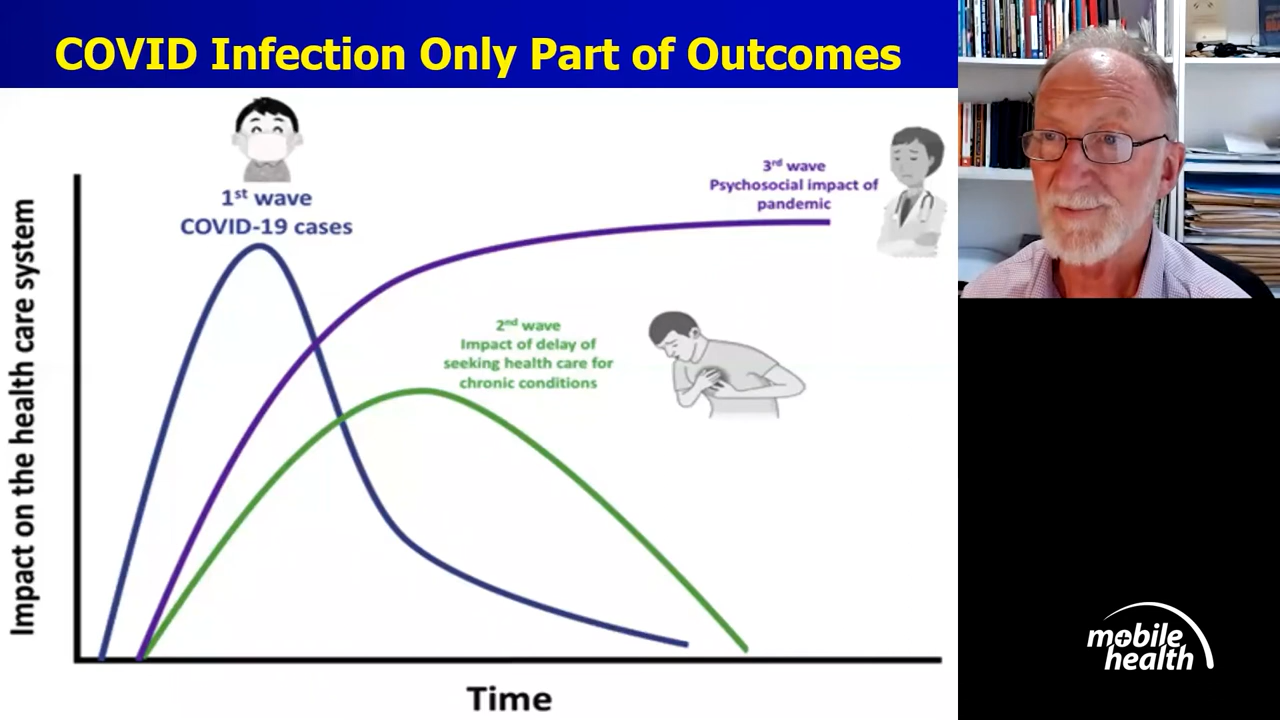 COVID Infection Only Part of Outcomes
1st wave
COVID-19 cases
3rd wave
Psychosocial impact of
pandemic
2nd wave
Impact of delay of
seeking health care for
chronic conditions
Impact on the health care system
Time
mobile
health